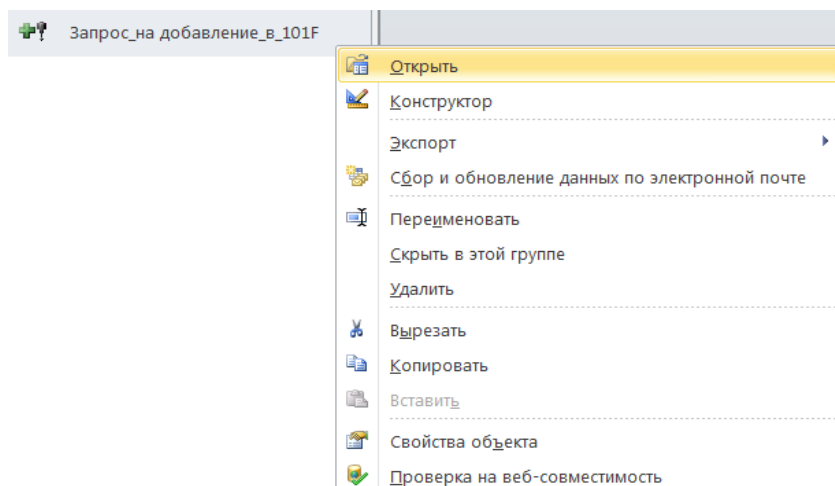 Запрос_на добавление_в_101F
Открыть
Конструктор
Экспорт
Сбор и обновление данных по электронной почте
Переименовать
Скрыть в этой группе
Удалить
Вырезать
Копировать
Вставить
Свойства объекта
Проверка на веб-совместимость